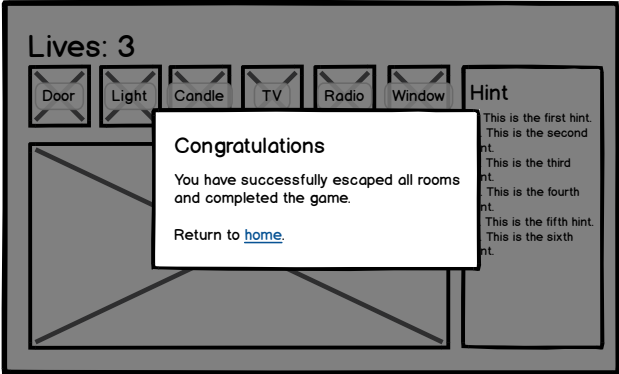 Lives: 3
Door
Light
Candle
TV
Radio
Window
Hint
This is the first hint.
This is the second
nt.
This is the third
nt.
This is the fourth
nt.
This is the fifth hint.
This is the sixth
nt.
Congratulations
You have successfully escaped all rooms
and completed the game.
Return to home.